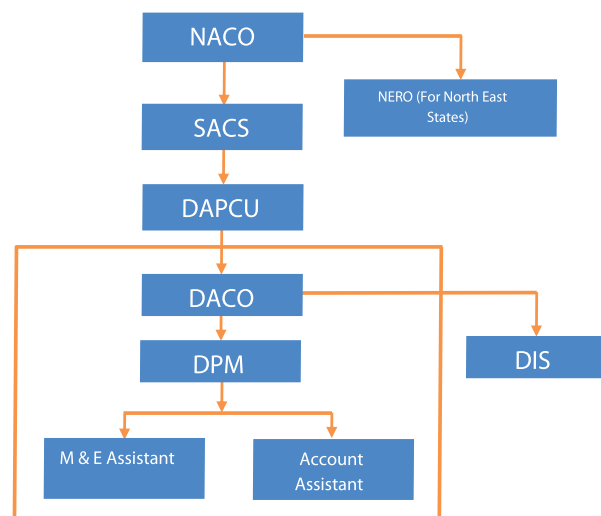 NACO
NERO (For North East
States)
SACS
DAPCU
DACO
DPM
DIS
M & E Assistant
Account
Assistant